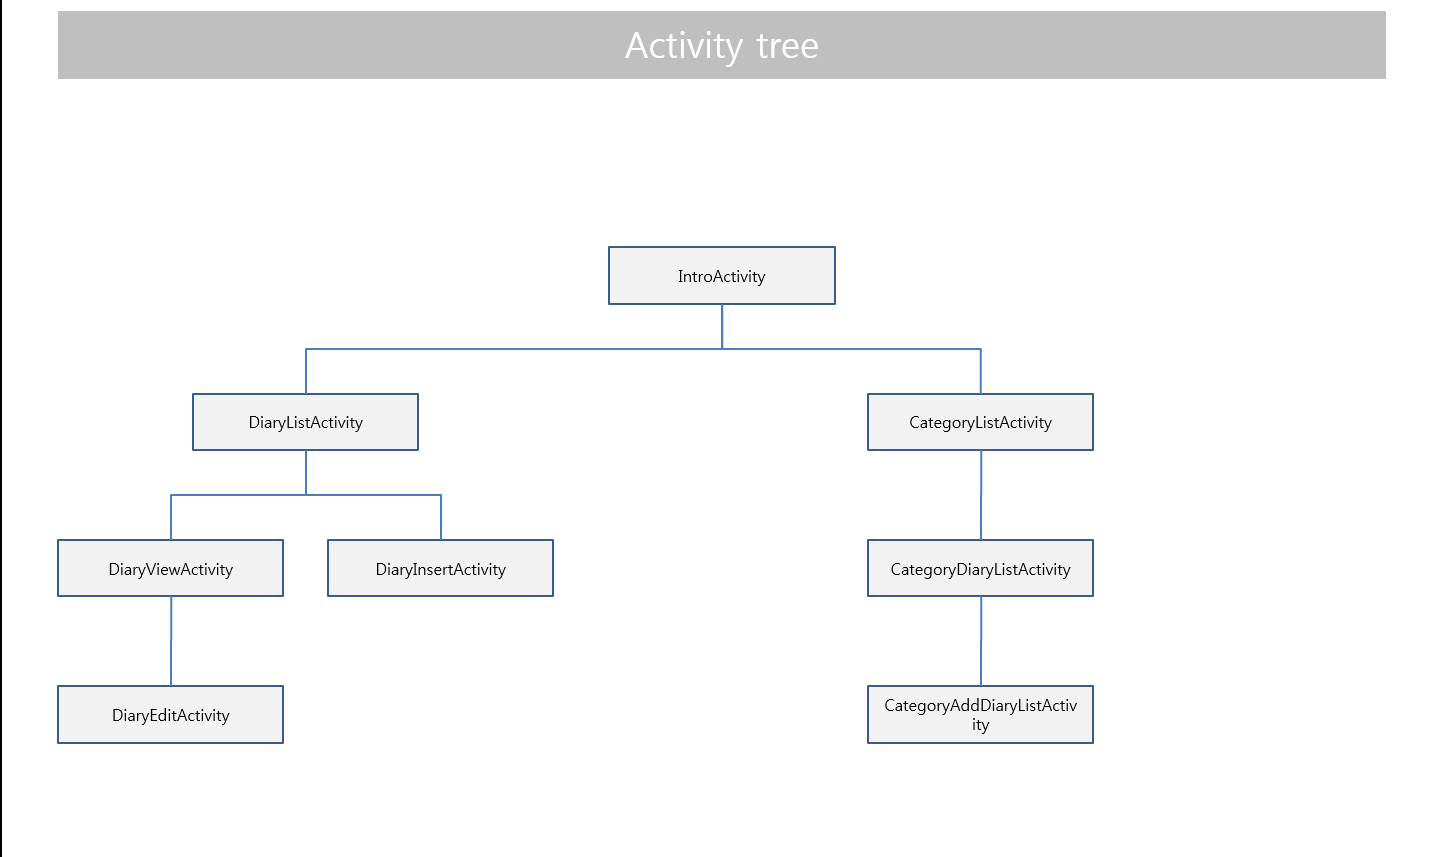 Activity tree
IntroActivity
DiaryListActivity
CategoryListActivity
DiaryViewActivity
DiaryInsertActivity
CategoryDiaryListActivity
DiaryEditActivity
CategoryAddDiaryListActiv
ity